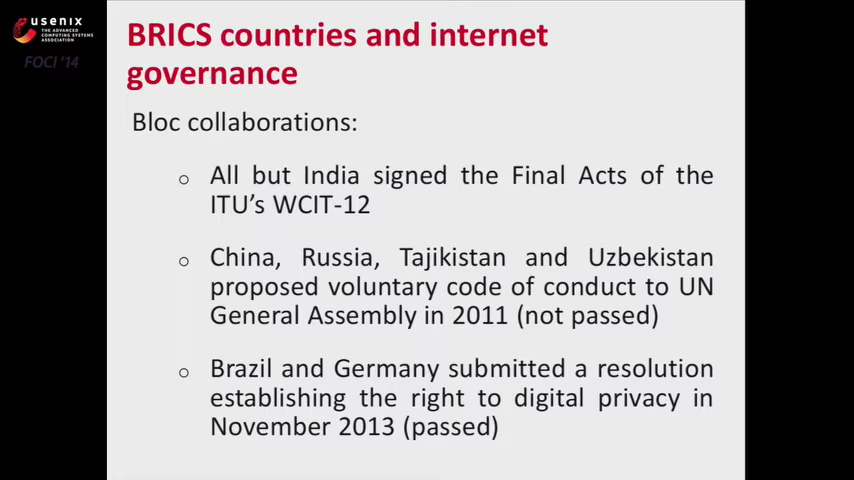 usenix
THE ADVANCED
COMPUTING SYSTEMS
ASSOCIATION
FOCI '14
BRICS countries and internet
governance
Bloc collaborations:
o All but India signed the Final Acts of the
ITU's WCIT-12
o China, Russia, Tajikistan and Uzbekistan
proposed voluntary code of conduct to UN
General Assembly in 2011 (not passed)
o Brazil and Germany submitted a resolution
establishing the right to digital privacy in
November 2013 (passed)